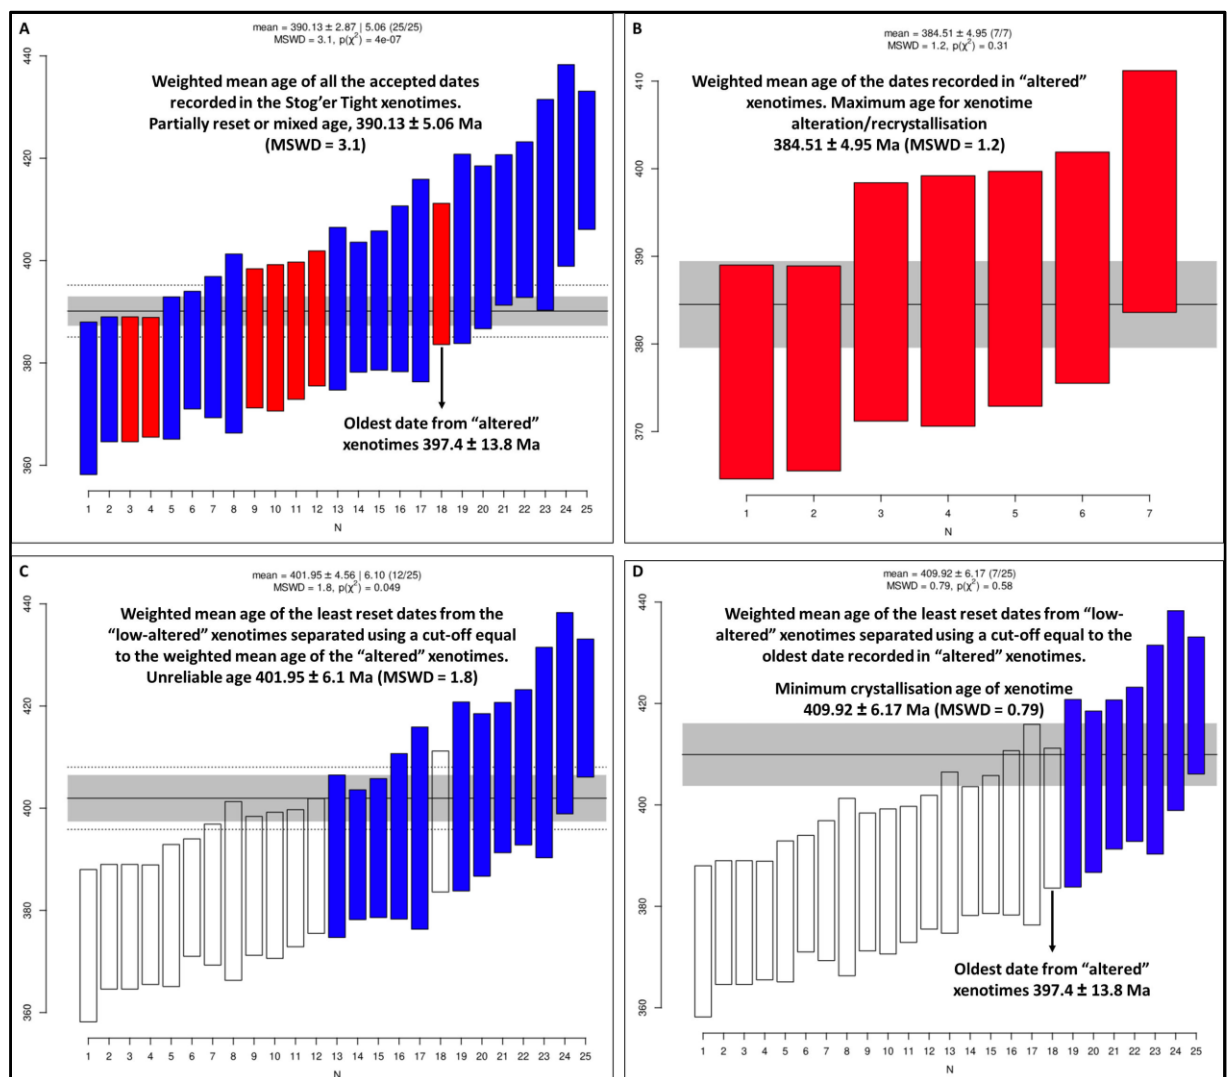 A
mean = 390.13 ± 2.87 | 5.06 (25/25)
MSWD = 3.1, p(χ²) = 4e-07
Weighted mean age of all the accepted dates
recorded in the Stog'er Tight xenotimes.
Partially reset or mixed age, 390.13 ± 5.06 Ma
(MSWD = 3.1)
440
420
400
380
360
Oldest date from “altered”
xenotimes 397.4 ± 13.8 Ma
1 2 3 4 5 6 7 8 9 10 11 12 13 14 15 16 17 18 19 20 21 22 23 24 25
N
B
mean = 384.51 ± 4.95 (7/7)
MSWD = 1.2, p(χ²) = 0.31
Weighted mean age of the dates recorded in “altered”
xenotimes. Maximum age for xenotime
alteration/recrystallisation
384.51 ± 4.95 Ma (MSWD = 1.2)
410
400
390
380
370
1 2 3 4 5 6 7
N
C
mean = 401.95 ± 4.56 | 6.10 (12/25)
MSWD = 1.8, p(χ²) = 0.049
Weighted mean age of the least reset dates from the
“low-altered” xenotimes separated using a cut-off equal
to the weighted mean age of the “altered” xenotimes.
Unreliable age 401.95 ± 6.1 Ma (MSWD = 1.8)
440
420
400
380
360
1 2 3 4 5 6 7 8 9 10 11 12 13 14 15 16 17 18 19 20 21 22 23 24 25
N
D
mean = 409.92 ± 6.17 (7/25)
MSWD = 0.79, p(χ²) = 0.58
Weighted mean age of the least reset dates from “low-
altered” xenotimes separated using a cut-off equal to the
oldest date recorded in “altered” xenotimes.
Minimum crystallisation age of xenotime
409.92 ± 6.17 Ma (MSWD = 0.79)
440
420
400
380
360
Oldest date from “altered”
xenotimes 397.4 ± 13.8 Ma
1 2 3 4 5 6 7 8 9 10 11 12 13 14 15 16 17 18 19 20 21 22 23 24 25
N